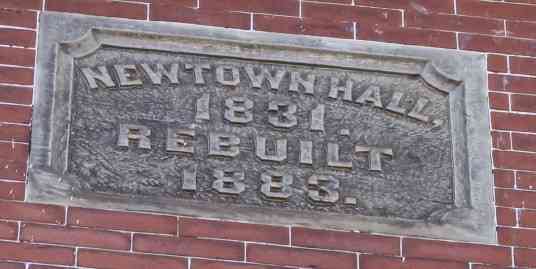 NEWTOWN HALL,
1831.
REBUILT
1883.